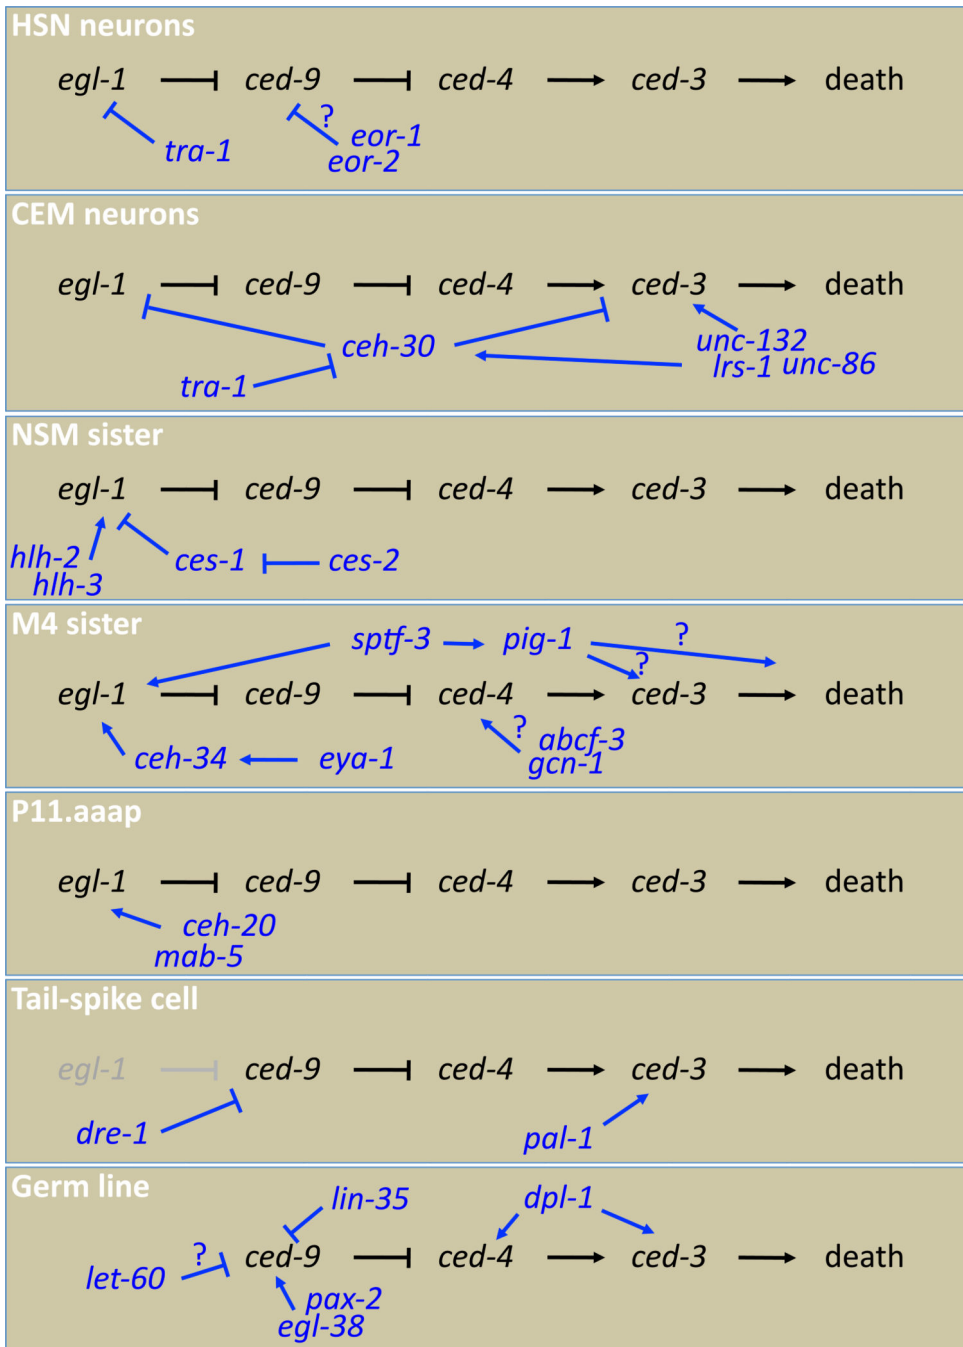 HSN neurons
egl-1 ced-9 ced-4 ced-3 death
?
tra-1 eor-1
eor-2
CEM neurons
egl-1 ced-9 ced-4 ced-3 death
ceh-30 unc-132
tra-1 lrs-1 unc-86
NSM sister
egl-1 ced-9 ced-4 ced-3 death
hlh-2 ces-1 ces-2
hlh-3
M4 sister
sptf-3 pig-1 ?
?
egl-1 ced-9 ced-4 ced-3 death
? abcf-3
ceh-34 eya-1 gcn-1
P11.aaap
egl-1 ced-9 ced-4 ced-3 death
ceh-20
mab-5
Tail-spike cell
egl-1 ced-9 ced-4 ced-3 death
dre-1 pal-1
Germ line
lin-35 dpl-1
? ced-9 ced-4 ced-3 death
let-60 pax-2
egl-38